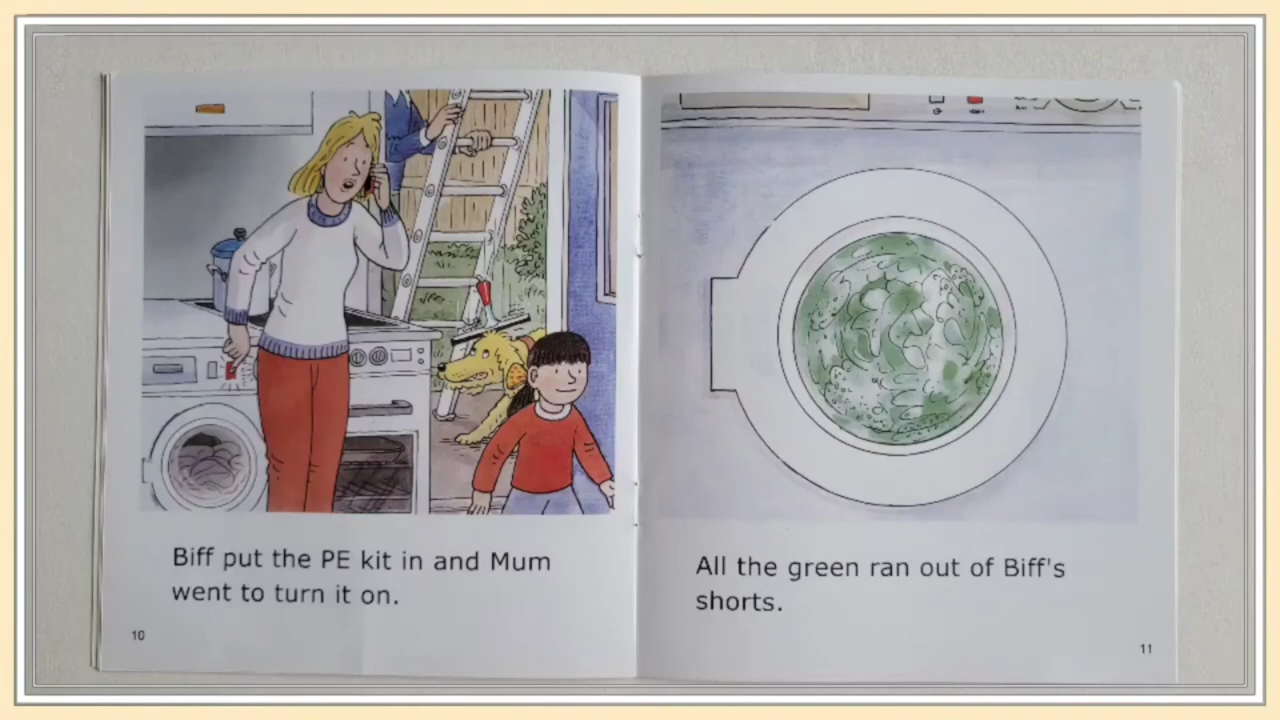 Biff put the PE kit in and Mum
went to turn it on.
10
All the green ran out of Biff's
shorts.
11